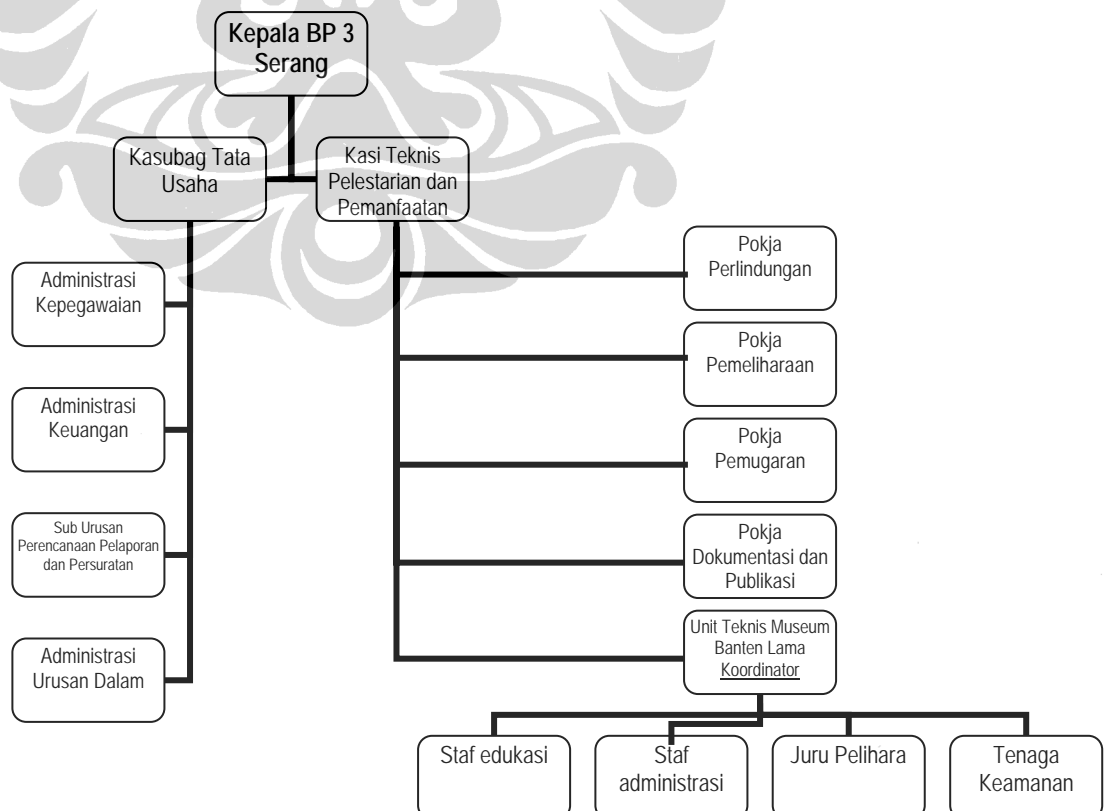 Kepala BP 3
Serang
Kasubag Tata
Usaha
Kasi Teknis
Pelestarian dan
Pemanfaatan
Administrasi
Kepegawaian
Administrasi
Keuangan
Sub Urusan
Perencanaan Pelaporan
dan Persuratan
Administrasi
Urusan Dalam
Pokja
Perlindungan
Pokja
Pemeliharaan
Pokja
Pemugaran
Pokja
Dokumentasi dan
Publikasi
Unit Teknis Museum
Banten Lama
Koordinator
Staf edukasi
Staf
administrasi
Juru Pelihara
Tenaga
Keamanan